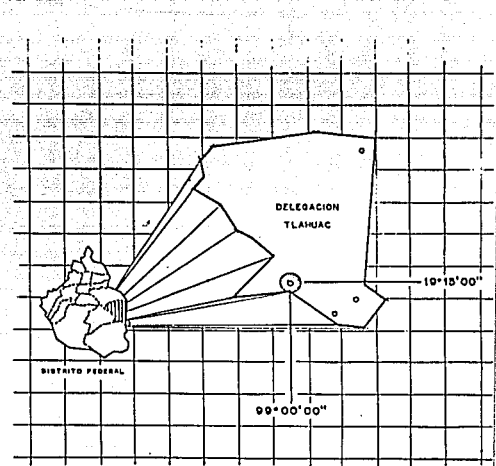 DELEGACION
TLAHUAC
19°15'00"
DISTRITO FEDERAL
99°00'00"